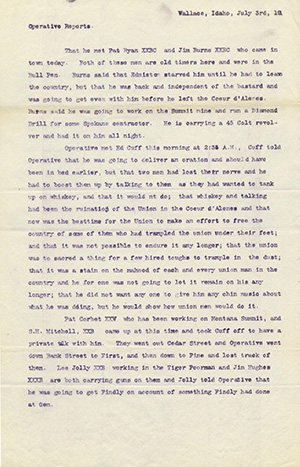 Wallace, Idaho, July 3rd, 19
Operative Reports.
That he met Pat Ryan XXBC and Jim Burns XXBC who came in
town today. Both of these men are old timers here and were in the
Bull Pen. Burns said that Edmiston starved him until he had to leave
the country, but that he was back and independent of the bastard and
was going to get even with him before he left the Coeur d'Alenes.
Burns said he was going to work on the Summit mine and run a Diamond
Drill for some Spokane contractor. He is carrying a 45 Colt revol-
ver and had it on him all night.
Operative met Ed Cuff this morning at 2:35 A.M., Cuff told
Operative that he was going to deliver an oration and should have
been in bed earlier, but that two men had lost their nerve and he
had to boost them up by talking to them as they had wanted to tank
up on whiskey, and that it would not do; that whiskey and talking
had been the ruination of the Union in the Coeur d'Alenes and that
now was the best time for the Union to make an effort to free the
country of some of them who had trampled the union under their feet;
and that it was not possible to endure it any longer; that the union
was to sacred a thing for a few hired toughs to trample in the dust;
that it was a stain on the manhood of each and every union man in the
country and he for one was not going to let it remain on his any
longer; that he did not want any one to give him any chin music about
what he was doing, but he would show how union men would do it.
Pat Corbet XXW who has been working on Montana Summit, and
S.H. Mitchell, XXB came up at this time and took Cuff off to have a
private talk with him. They went out Cedar Street and Operative went
down Bank Street to First, and then down to Pine and lost track of
them. Lee Jolly XXB working in the Tiger Poorman and Jim Hughes
XXXB are both carrying guns on them and Jolly told Operative that
he was going to get Findly on account of something Findly had done
at Gem.